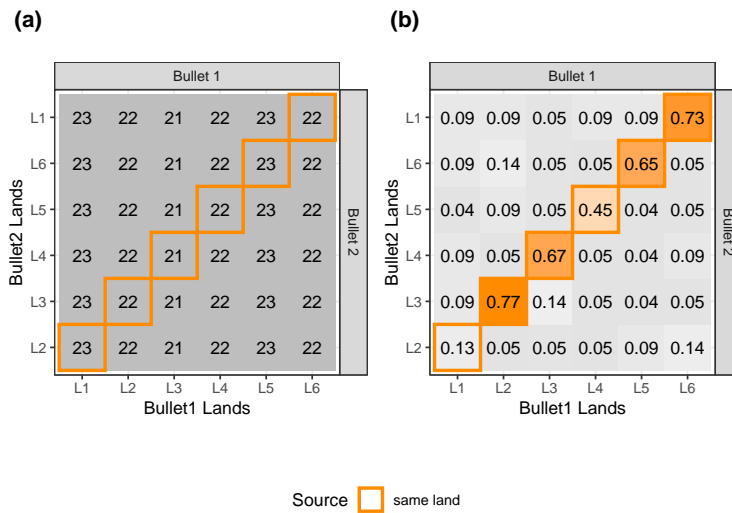 (a)
Bullet 1
L1 23 22 21 22 23 22
L6 23 22 21 22 23 22
L5 23 22 21 22 23 22
L4 23 22 21 22 23 22
L3 23 22 21 22 23 22
L2 23 22 21 22 23 22
L1 L2 L3 L4 L5 L6
Bullet1 Lands
Bullet2 Lands
Bullet 2
(b)
Bullet 1
L1 0.09 0.09 0.05 0.09 0.09 0.73
L6 0.09 0.14 0.05 0.05 0.65 0.05
L5 0.04 0.09 0.05 0.45 0.04 0.05
L4 0.09 0.05 0.67 0.05 0.04 0.09
L3 0.09 0.77 0.14 0.05 0.04 0.05
L2 0.13 0.05 0.05 0.05 0.09 0.14
L1 L2 L3 L4 L5 L6
Bullet1 Lands
Bullet2 Lands
Bullet 2
Source same land